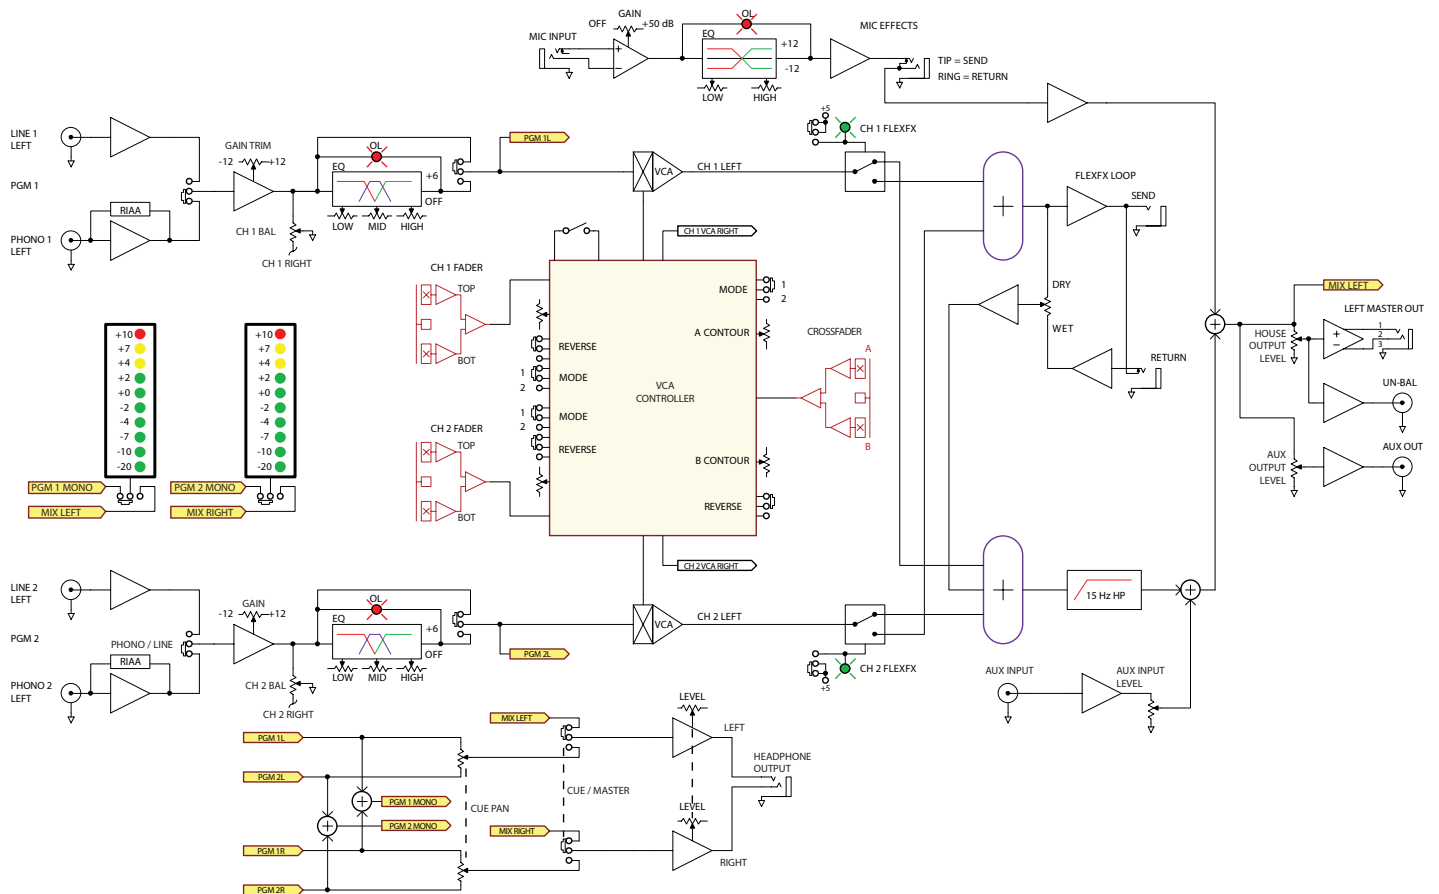 GAIN
OFF
+50 dB
OL
MIC INPUT
EQ
+12
-12
LOW
HIGH
MIC EFFECTS
TIP = SEND
RING = RETURN
LINE 1
LEFT
PGM 1
PHONO 1
LEFT
RIAA
GAIN TRIM
-12
+12
CH 1 BAL
CH 1 RIGHT
OL
EQ
+6
OFF
LOW
MID
HIGH
PGM 1L
VCA
CH 1 LEFT
+5
CH 1 FLEXFX
FLEXFX LOOP
SEND
DRY
WET
RETURN
CH 1 VCA RIGHT
CH 1 FADER
TOP
BOT
REVERSE
1
MODE
2
1
MODE
2
REVERSE
CH 2 FADER
TOP
BOT
VCA
CONTROLLER
MODE
1
2
A CONTOUR
B CONTOUR
REVERSE
CROSSFADER
A
B
CH 2 VCA RIGHT
MIX LEFT
HOUSE
OUTPUT
LEVEL
LEFT MASTER OUT
+
-
1
2
3
UN-BAL
AUX
OUTPUT
LEVEL
AUX OUT
+10
+7
+4
+2
+0
-2
-4
-7
-10
-20
PGM 1 MONO
MIX LEFT
+10
+7
+4
+2
+0
-2
-4
-7
-10
-20
PGM 2 MONO
MIX RIGHT
LINE 2
LEFT
PGM 2
PHONO 2
LEFT
RIAA
PHONO / LINE
GAIN
-12
+12
CH 2 BAL
CH 2 RIGHT
OL
EQ
+6
OFF
LOW
MID
HIGH
PGM 2L
VCA
CH 2 LEFT
CH 2 FLEXFX
+5
15 Hz HP
AUX INPUT
AUX INPUT
LEVEL
PGM 1L
PGM 2L
PGM 1 MONO
PGM 2 MONO
PGM 1R
PGM 2R
CUE PAN
MIX LEFT
CUE / MASTER
MIX RIGHT
LEVEL
LEFT
LEVEL
RIGHT
HEADPHONE
OUTPUT